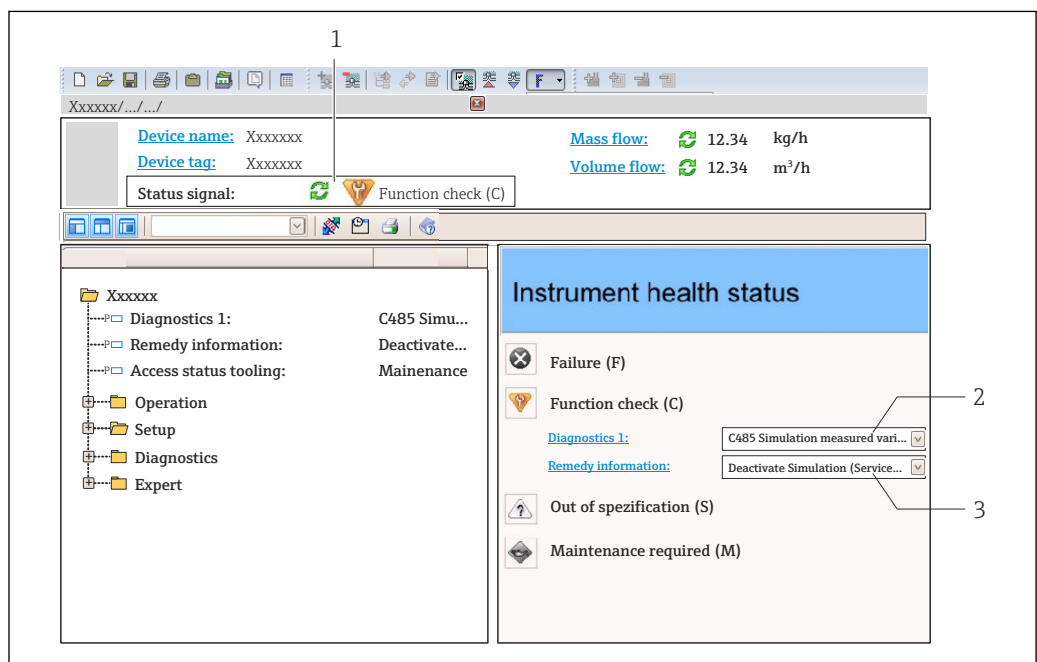 1
F
Xxxxxx/.../.../
Device name: Xxxxxxx
Mass flow: 12.34 kg/h
Device tag: Xxxxxxx
Volume flow: 12.34 m³/h
Status signal: Function check (C)
Xxxxxx
Diagnostics 1: C485 Simu...
Remedy information: Deactivate...
Access status tooling: Mainenance
Operation
Setup
Diagnostics
Expert
Instrument health status
Failure (F)
Function check (C)
2
Diagnostics 1: C485 Simulation measured vari...
Remedy information: Deactivate Simulation (Service...
Out of spezification (S)
3
Maintenance required (M)